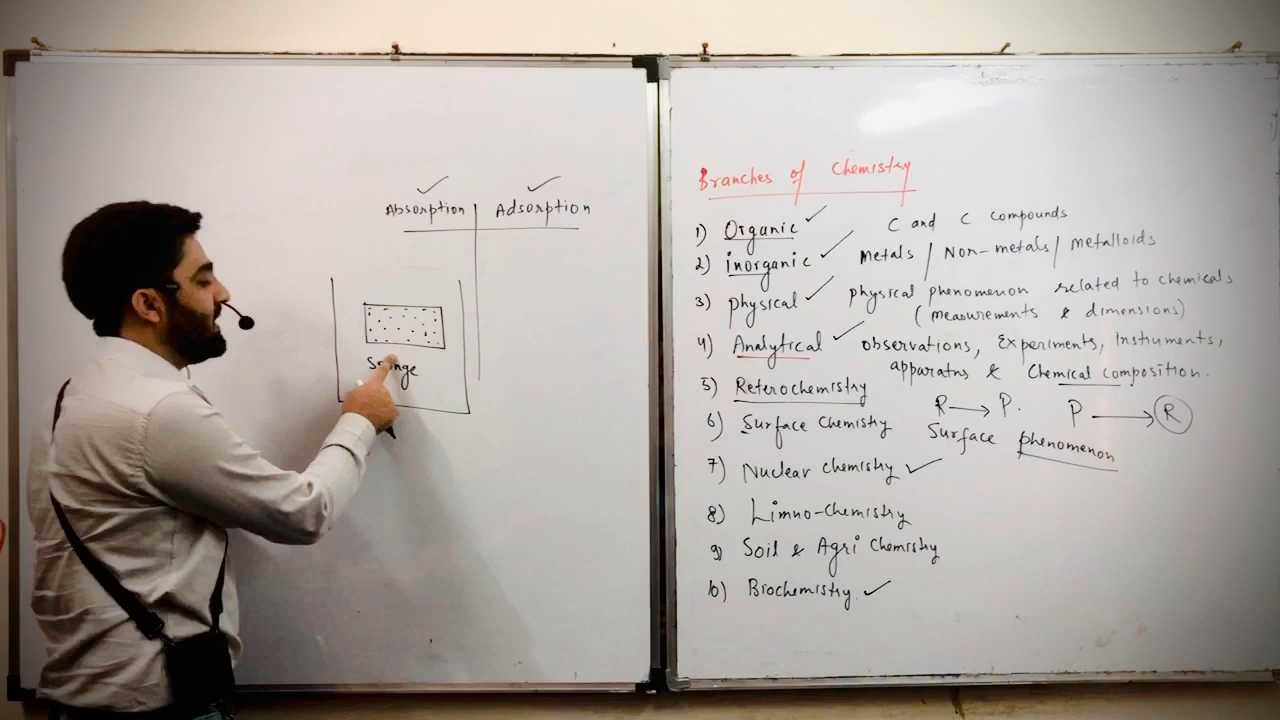 Absorption Adsorption
Sponge
Branches of Chemistry
1) Organic C and C compounds
2) inorganic Metals / Non-metals / Metalloids
3) physical physical phenomenon related to chemicals
(measurements & dimensions)
4) Analytical observations, Experiments, Instruments,
apparatus & Chemical composition.
5) Reterochemistry R → P. P → R
6) Surface Chemistry Surface phenomenon
7) Nuclear Chemistry
8) Limno-Chemistry
9) Soil & Agri Chemistry
10) Biochemistry.